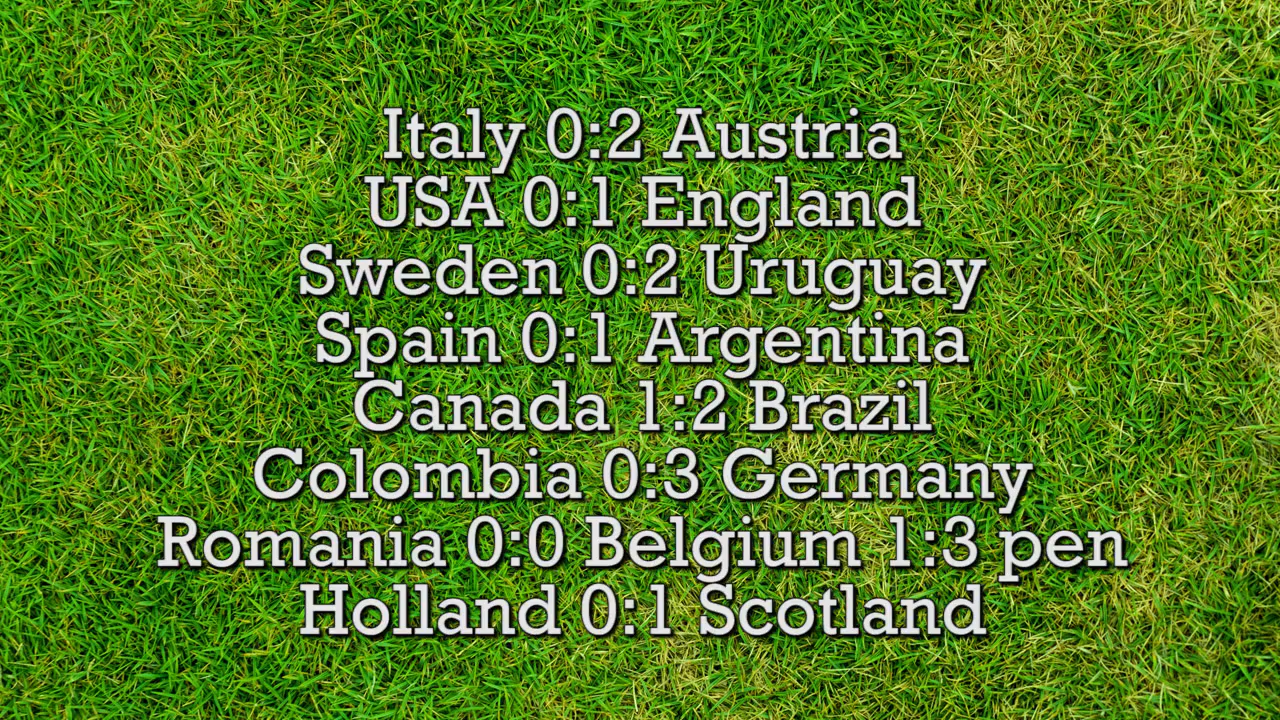 Italy 0:2 Austria
USA 0:1 England
Sweden 0:2 Uruguay
Spain 0:1 Argentina
Canada 1:2 Brazil
Colombia 0:3 Germany
Romania 0:0 Belgium 1:3 pen
Holland 0:1 Scotland